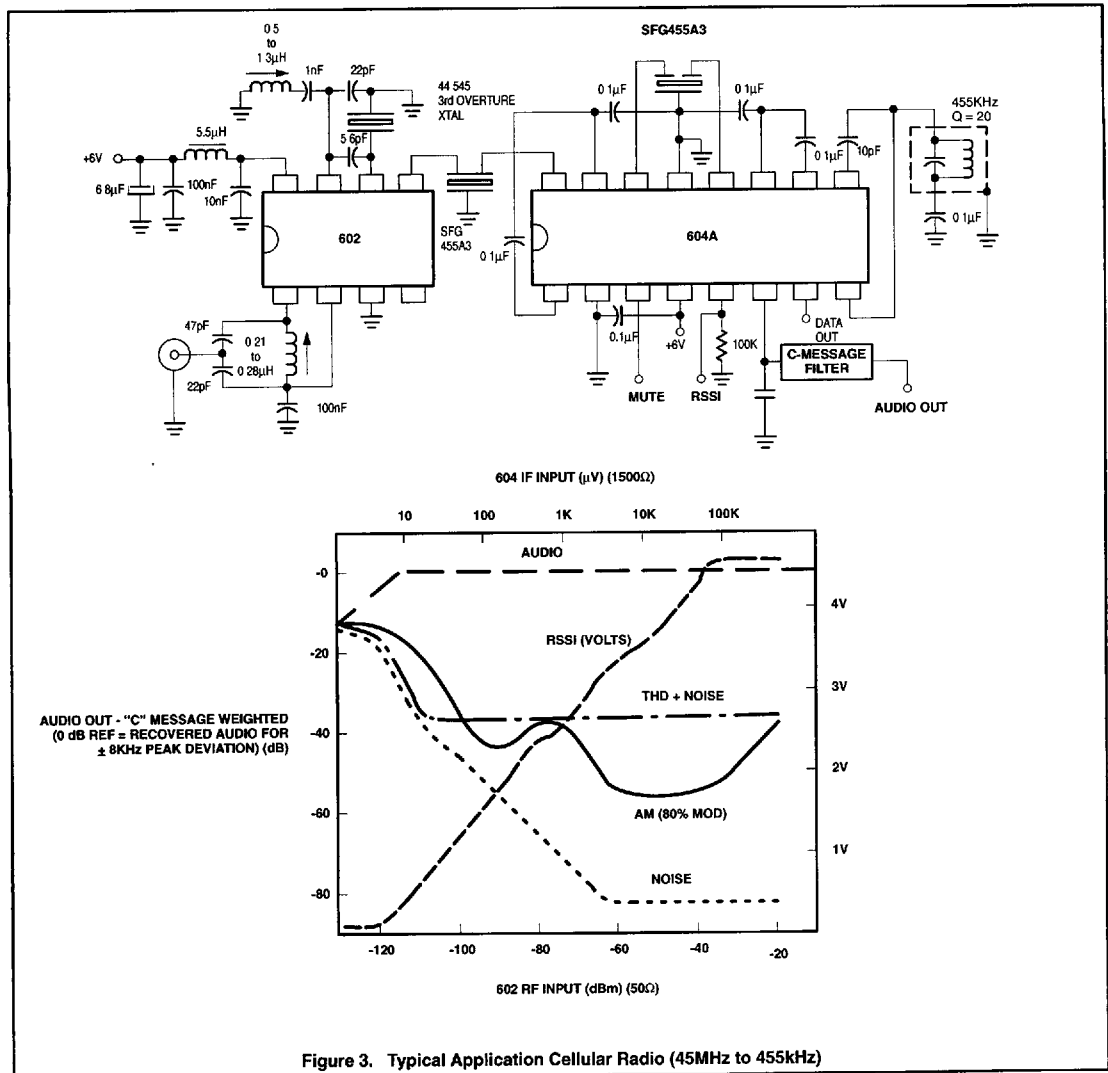 SFG455A3
0 5
to
1 3µH
1nF
22pF
44 545
3rd OVERTURE
XTAL
5 6pF
0 1µF
0 1µF
455KHz
Q = 20
5.5µH
+6V
6 8µF
100nF
10nF
0 1µF
10pF
0 1µF
602
SFG
455A3
0 1µF
604A
47pF
0 21
to
0 28µH
22pF
100nF
0.1µF
+6V
100K
DATA
OUT
C-MESSAGE
FILTER
MUTE
RSSI
AUDIO OUT
604 IF INPUT (µV) (1500Ω)
10
100
1K
10K
100K
AUDIO
-0
4V
RSSI (VOLTS)
-20
3V
THD + NOISE
AUDIO OUT - "C" MESSAGE WEIGHTED
(0 dB REF = RECOVERED AUDIO FOR
± 8KHz PEAK DEVIATION) (dB)
-40
2V
AM (80% MOD)
-60
1V
NOISE
-80
-120
-100
-80
-60
-40
-20
602 RF INPUT (dBm) (50Ω)
Figure 3. Typical Application Cellular Radio (45MHz to 455kHz)